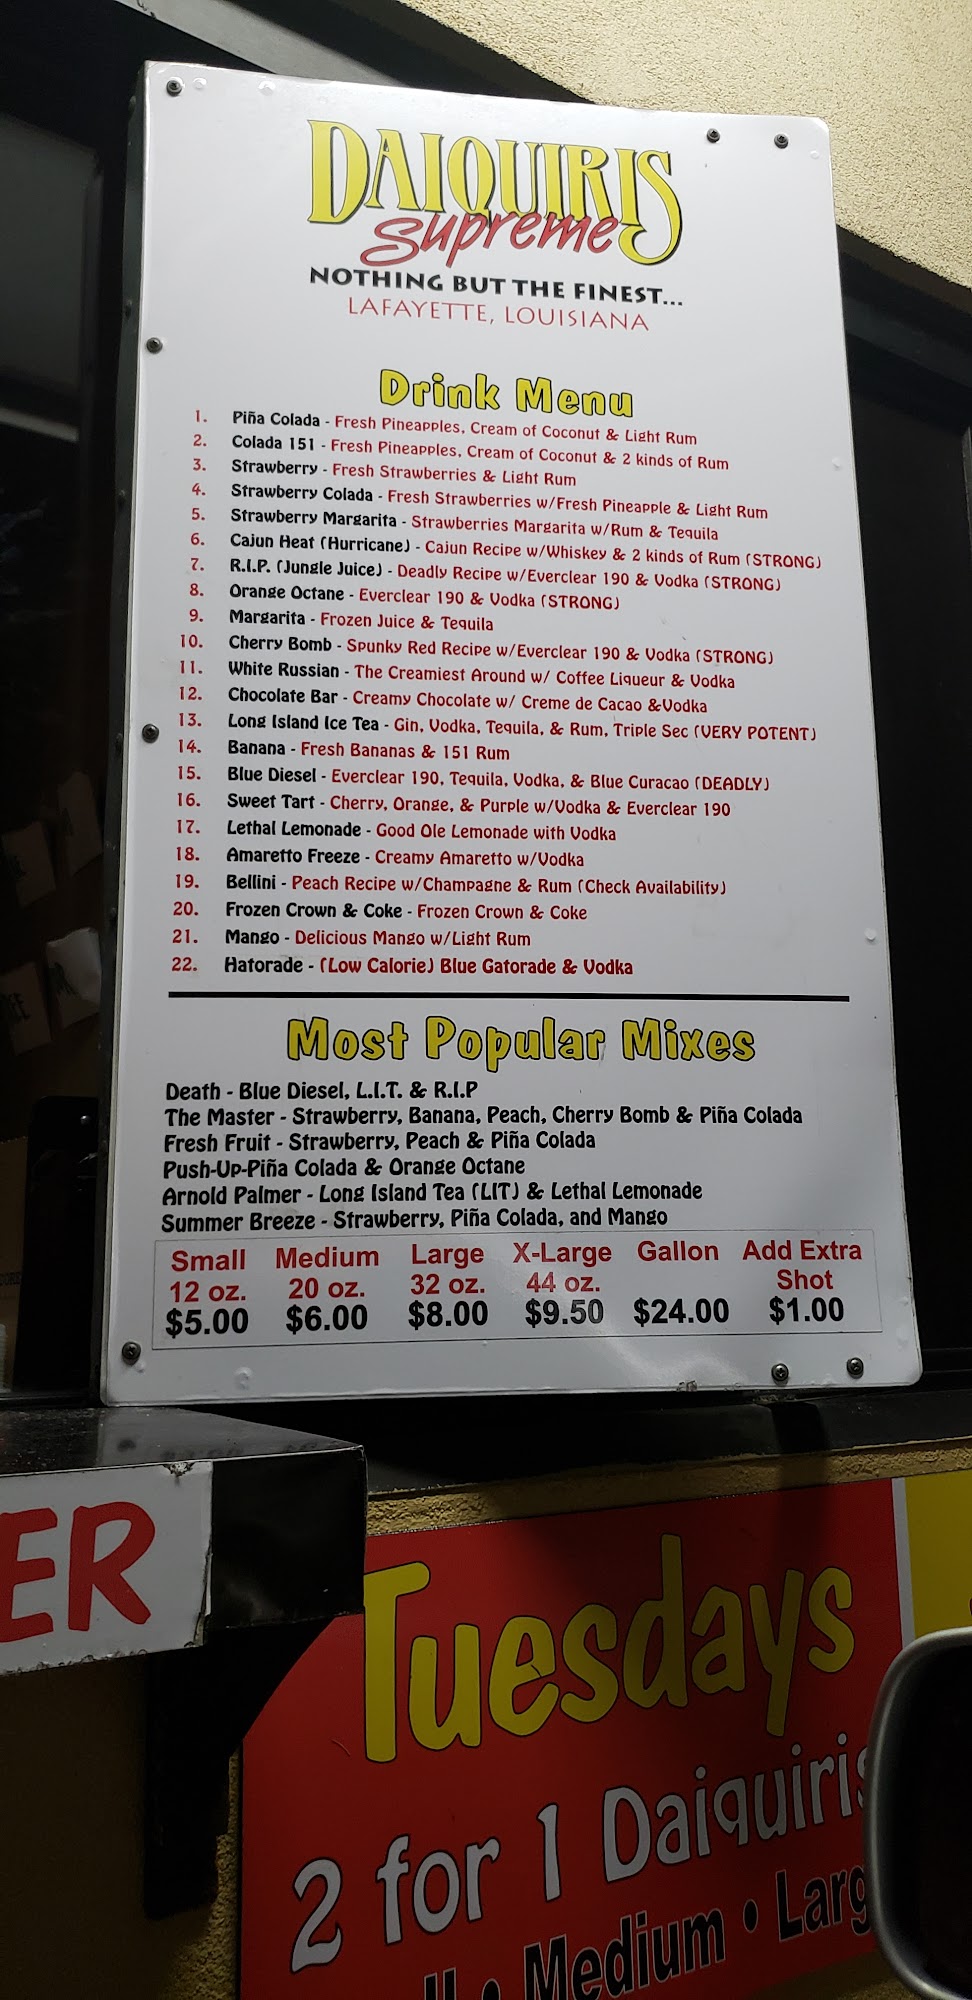 DAIQUIRIS
Supreme
NOTHING BUT THE FINEST...
LAFAYETTE, LOUISIANA
Drink Menu
1. Piña Colada - Fresh Pineapples, Cream of Coconut & Light Rum
2. Colada 151 - Fresh Pineapples, Cream of Coconut & 2 kinds of Rum
3. Strawberry - Fresh Strawberries & Light Rum
4. Strawberry Colada - Fresh Strawberries w/Fresh Pineapple & Light Rum
5. Strawberry Margarita - Strawberries Margarita w/Rum & Tequila
6. Cajun Heat (Hurricane) - Cajun Recipe w/Whiskey & 2 kinds of Rum (STRONG)
7. R.I.P. (Jungle Juice) - Deadly Recipe w/Everclear 190 & Vodka (STRONG)
8. Orange Octane - Everclear 190 & Vodka (STRONG)
9. Margarita - Frozen Juice & Tequila
10. Cherry Bomb - Spunky Red Recipe w/Everclear 190 & Vodka (STRONG)
11. White Russian - The Creamiest Around w/ Coffee Liqueur & Vodka
12. Chocolate Bar - Creamy Chocolate w/ Creme de Cacao &Vodka
13. Long Island Ice Tea - Gin, Vodka, Tequila, & Rum, Triple Sec (VERY POTENT)
14. Banana - Fresh Bananas & 151 Rum
15. Blue Diesel - Everclear 190, Tequila, Vodka, & Blue Curacao (DEADLY)
16. Sweet Tart - Cherry, Orange, & Purple w/Vodka & Everclear 190
17. Lethal Lemonade - Good Ole Lemonade with Vodka
18. Amaretto Freeze - Creamy Amaretto w/Vodka
19. Bellini - Peach Recipe w/Champagne & Rum (Check Availability)
20. Frozen Crown & Coke - Frozen Crown & Coke
21. Mango - Delicious Mango w/Light Rum
22. Hatorade - (Low Calorie) Blue Gatorade & Vodka
Most Popular Mixes
Death - Blue Diesel, L.I.T. & R.I.P
The Master - Strawberry, Banana, Peach, Cherry Bomb & Piña Colada
Fresh Fruit - Strawberry, Peach & Piña Colada
Push-Up-Piña Colada & Orange Octane
Arnold Palmer - Long Island Tea (LIT) & Lethal Lemonade
Summer Breeze - Strawberry, Piña Colada, and Mango
Small Medium Large X-Large Gallon Add Extra
12 oz. 20 oz. 32 oz. 44 oz. Shot
$5.00 $6.00 $8.00 $9.50 $24.00 $1.00
ER
Tuesdays
2 for 1 Daiquiris
• Medium •